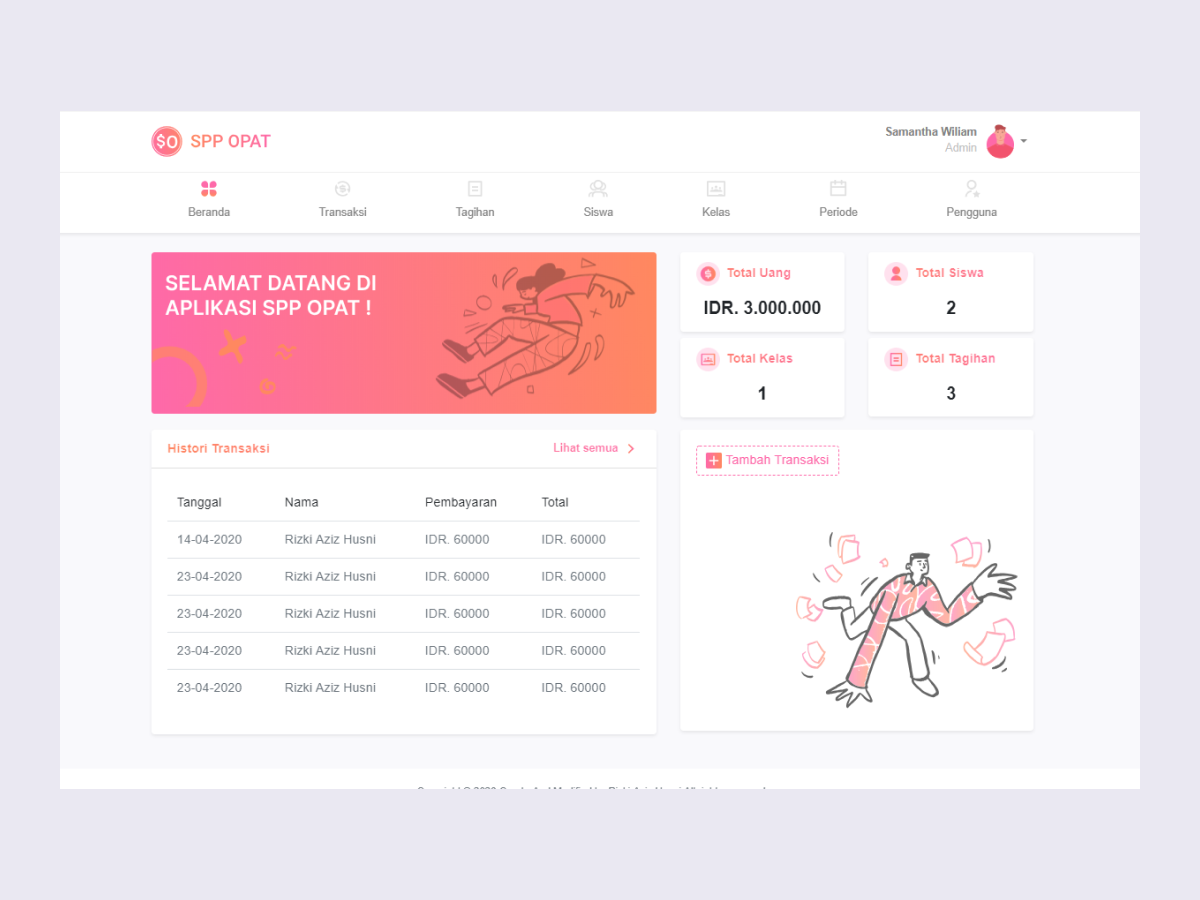 $O SPP OPAT
Samantha Wiliam
Admin
Beranda Transaksi Tagihan Siswa Kelas Periode Pengguna
SELAMAT DATANG DI
APLIKASI SPP OPAT !
Total Uang
IDR. 3.000.000
Total Siswa
2
Total Kelas
1
Total Tagihan
3
Histori Transaksi Lihat semua
Tanggal Nama Pembayaran Total
14-04-2020 Rizki Aziz Husni IDR. 60000 IDR. 60000
23-04-2020 Rizki Aziz Husni IDR. 60000 IDR. 60000
23-04-2020 Rizki Aziz Husni IDR. 60000 IDR. 60000
23-04-2020 Rizki Aziz Husni IDR. 60000 IDR. 60000
23-04-2020 Rizki Aziz Husni IDR. 60000 IDR. 60000
Tambah Transaksi